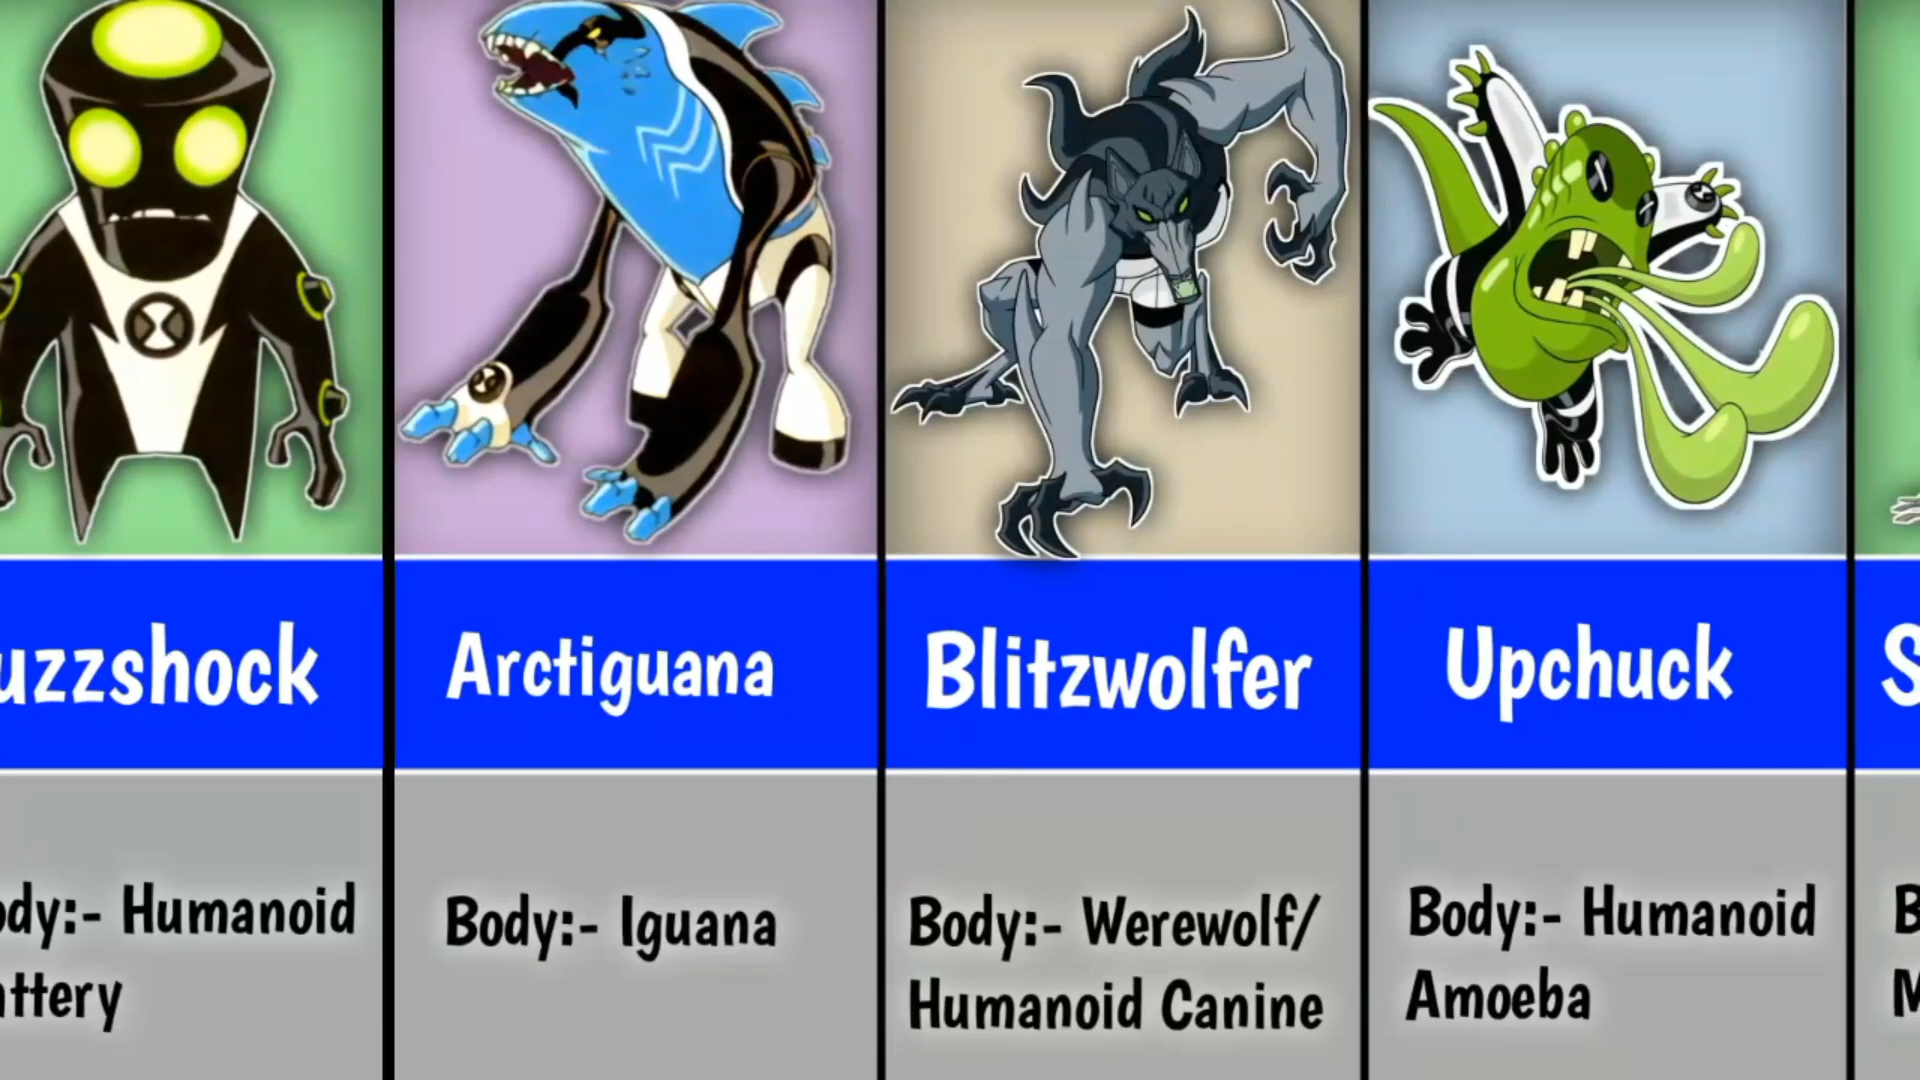 uzzshock
Arctiguana
Blitzwolfer
Upchuck
S
ody:- Humanoid
attery
Body:- Iguana
Body:- Werewolf/
Humanoid Canine
Body:- Humanoid
Amoeba
B
M